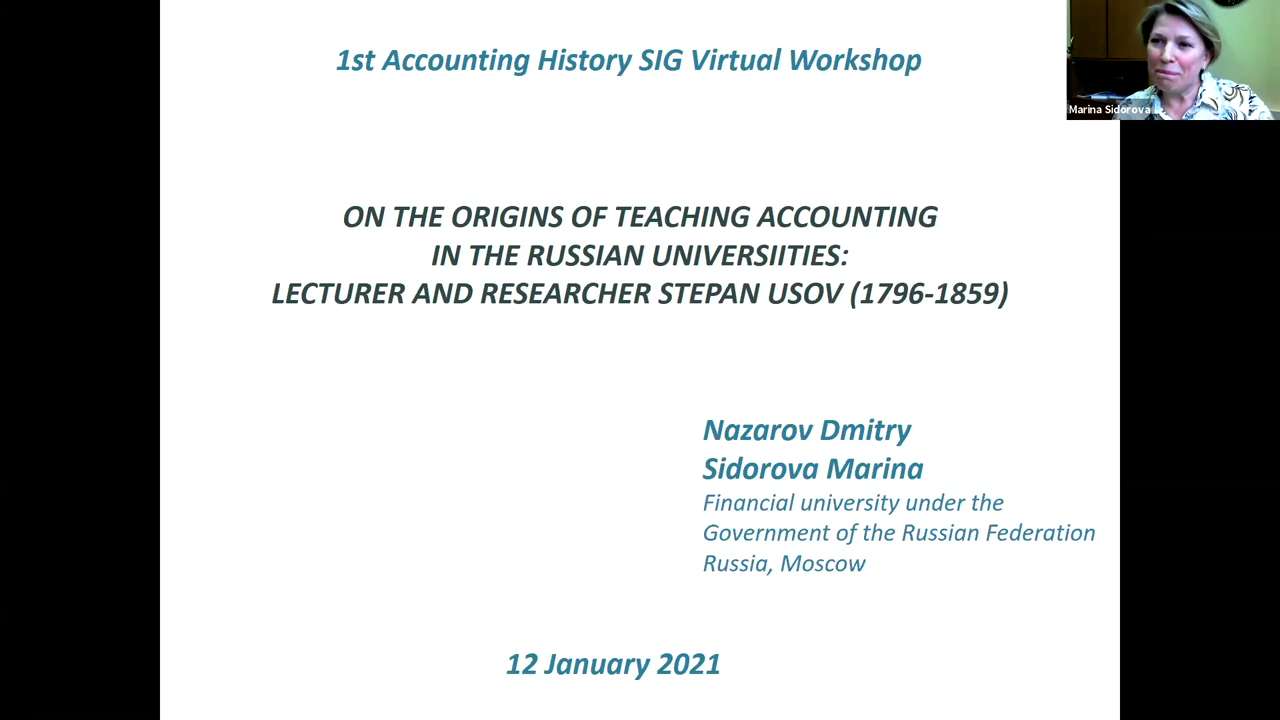 1st Accounting History SIG Virtual Workshop
Marina Sidorova
ON THE ORIGINS OF TEACHING ACCOUNTING
IN THE RUSSIAN UNIVERSIITIES:
LECTURER AND RESEARCHER STEPAN USOV (1796-1859)
Nazarov Dmitry
Sidorova Marina
Financial university under the
Government of the Russian Federation
Russia, Moscow
12 January 2021